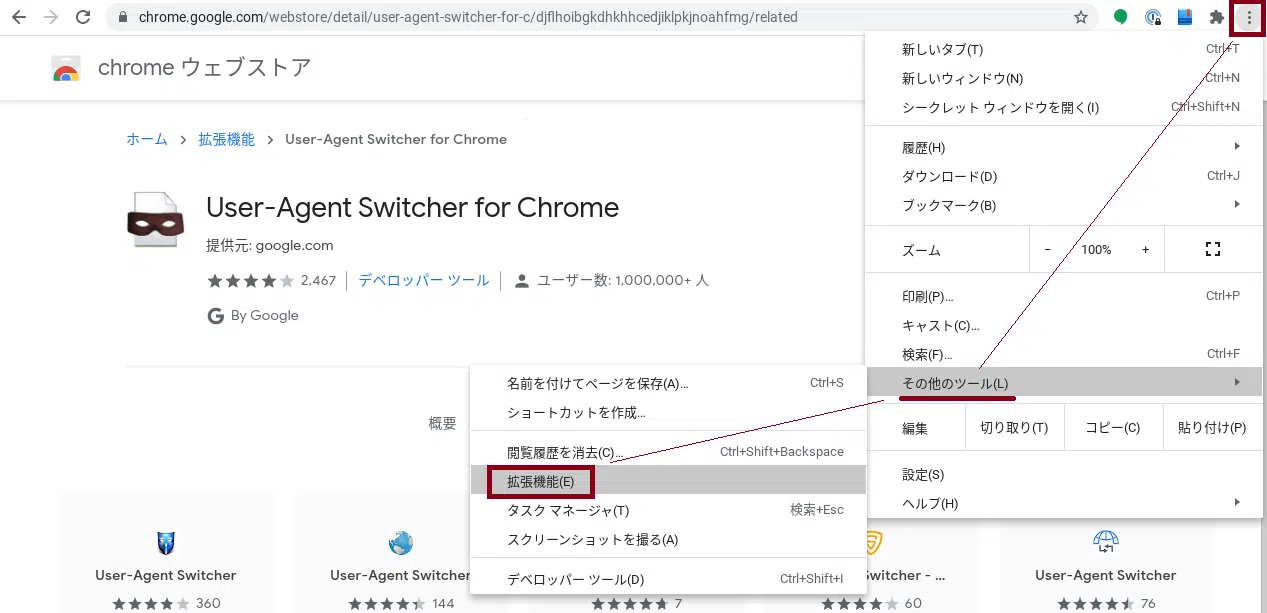 chrome.google.com/webstore/detail/user-agent-switcher-for-c/djflhoibgkdhkhhcedjiklpkjnoahfmg/related
chrome ウェブストア
ホーム > 拡張機能 > User-Agent Switcher for Chrome
User-Agent Switcher for Chrome
提供元: google.com
2,467 デベロッパー ツール ユーザー数: 1,000,000+ 人
By Google
概要
User-Agent Switcher
360
User-Agent Switcher
144
7
Switcher - ...
60
User-Agent Switcher
76
新しいタブ(T) Ctrl+T
新しいウィンドウ(N) Ctrl+N
シークレット ウィンドウを開く(I) Ctrl+Shift+N
履歴(H)
ダウンロード(D) Ctrl+J
ブックマーク(B)
ズーム - 100% +
印刷(P)... Ctrl+P
キャスト(C)...
検索(F)... Ctrl+F
その他のツール(L)
編集 切り取り(T) コピー(C) 貼り付け(P)
設定(S)
ヘルプ(H)
名前を付けてページを保存(A)... Ctrl+S
ショートカットを作成...
閲覧履歴を消去(C)... Ctrl+Shift+Backspace
拡張機能(E)
タスク マネージャ(T) 検索+Esc
スクリーンショットを撮る(A)
デベロッパー ツール(D) Ctrl+Shift+I